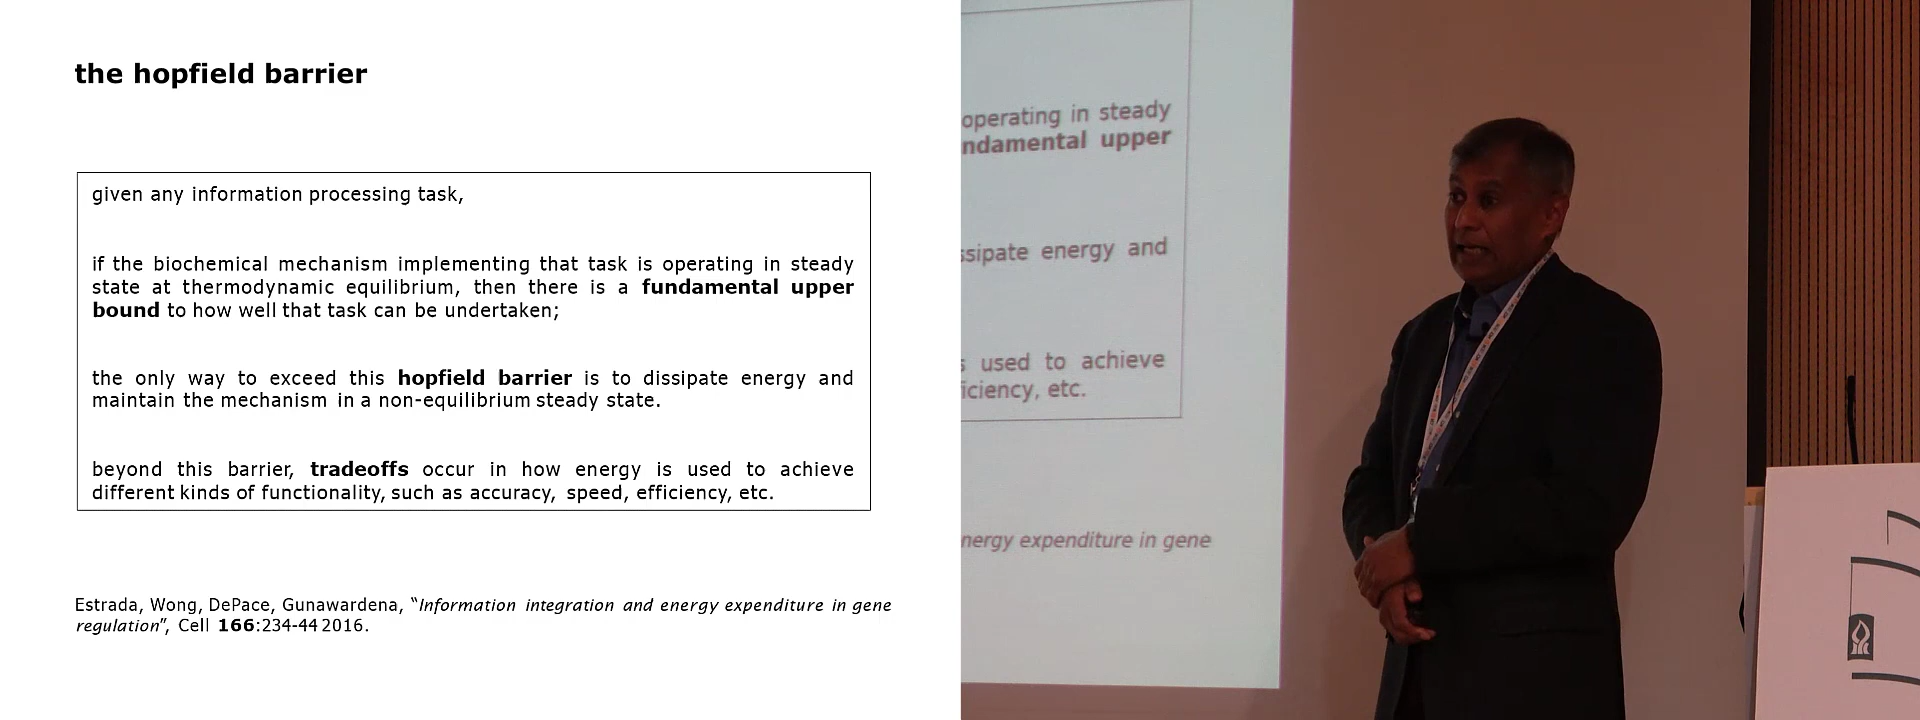 the hopfield barrier
given any information processing task,
if the biochemical mechanism implementing that task is operating in steady
state at thermodynamic equilibrium, then there is a fundamental upper
bound to how well that task can be undertaken;
the only way to exceed this hopfield barrier is to dissipate energy and
maintain the mechanism in a non-equilibrium steady state.
beyond this barrier, tradeoffs occur in how energy is used to achieve
different kinds of functionality, such as accuracy, speed, efficiency, etc.
Estrada, Wong, DePace, Gunawardena, “Information integration and energy expenditure in gene
regulation”, Cell 166:234-44 2016.
operating in steady
ndamental upper
ssipate energy and
s used to achieve
iciency, etc.
nergy expenditure in gene